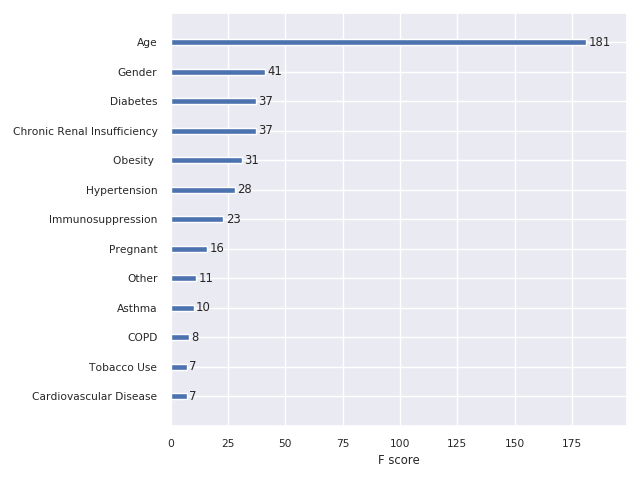 Age 181
Gender 41
Diabetes 37
Chronic Renal Insufficiency 37
Obesity 31
Hypertension 28
Immunosuppression 23
Pregnant 16
Other 11
Asthma 10
COPD 8
Tobacco Use 7
Cardiovascular Disease 7
0 25 50 75 100 125 150 175
F score